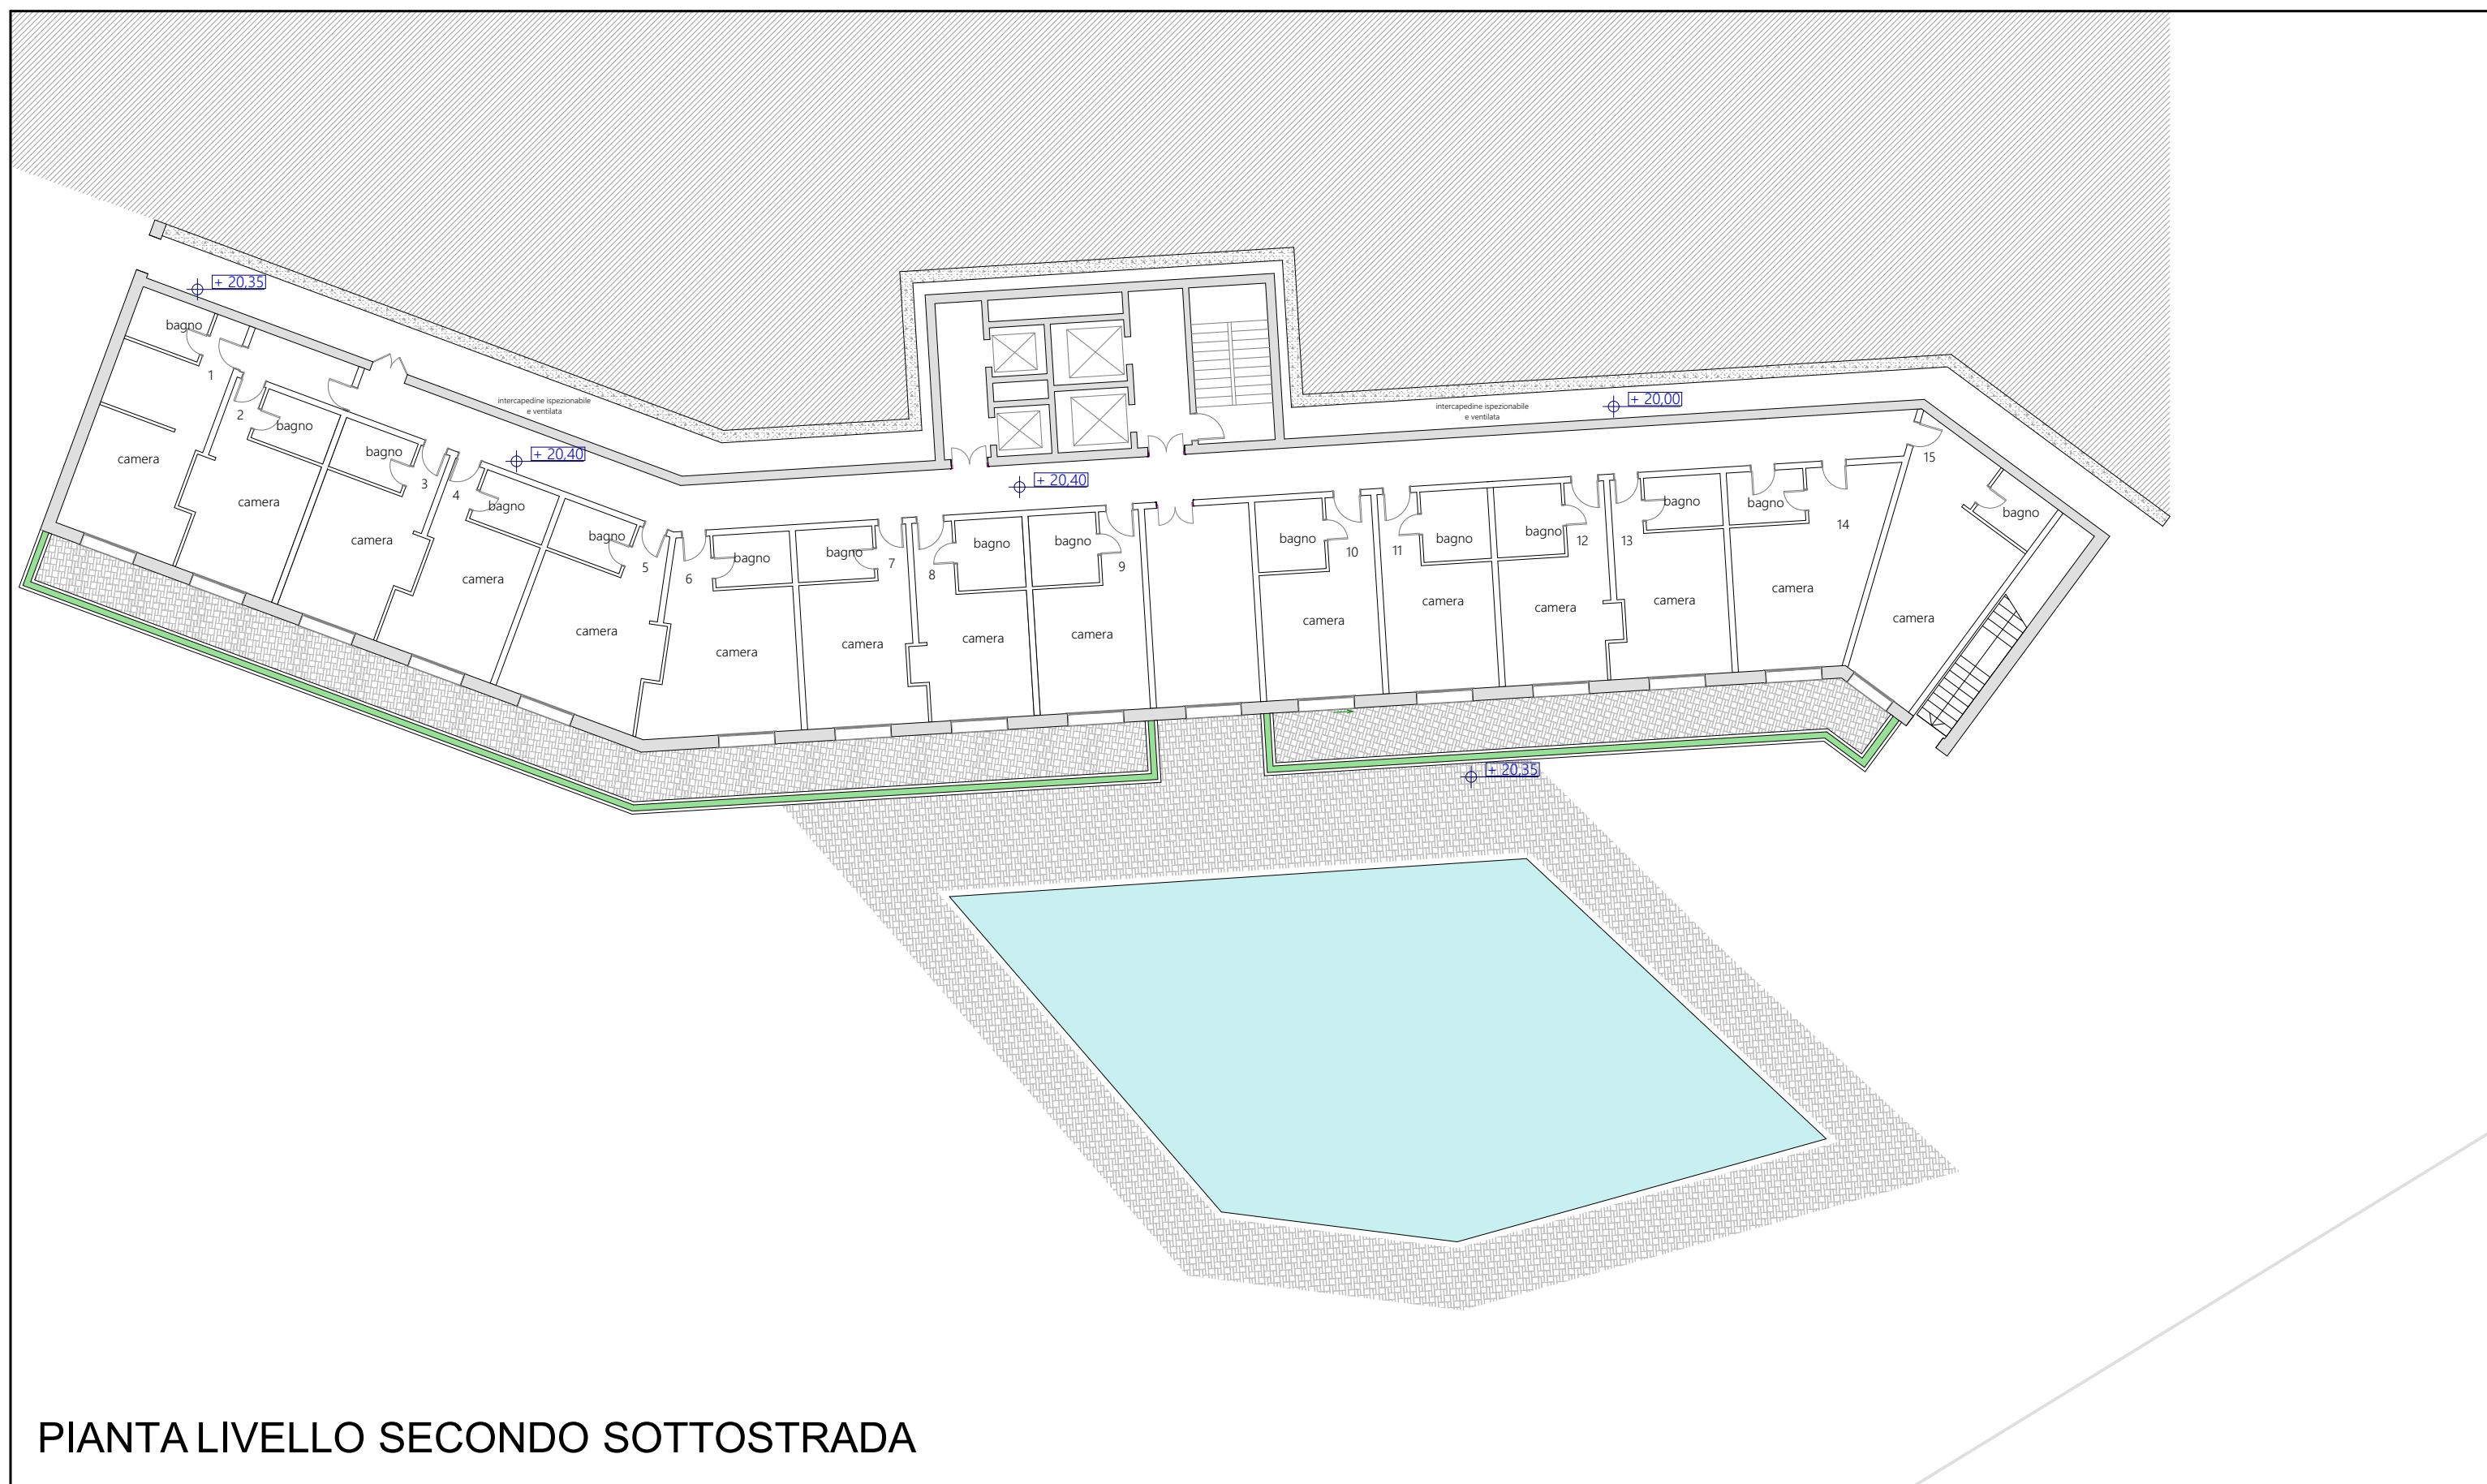 + 20,35
bagno
1
camera
2
bagno
camera
bagno
3
camera
4
bagno
camera
intercapedine ispezionabile
e ventilata
+ 20,40
bagno
5
camera
6
bagno
camera
bagno
7
camera
+ 20,40
8
bagno
camera
bagno
9
camera
intercapedine ispezionabile
e ventilata
+ 20,00
bagno
10
camera
11
bagno
camera
bagno
12
camera
13
bagno
camera
bagno
14
camera
15
bagno
camera
+ 20,35
PIANTA LIVELLO SECONDO SOTTOSTRADA